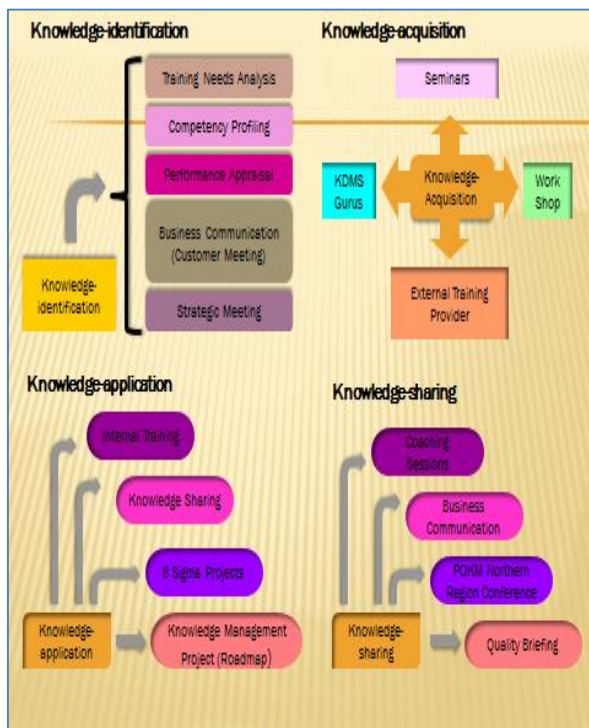 Knowledge-identification
Training Needs Analysis
Competency Profiling
Performance Appraisal
Business Communication
(Customer Meeting)
Strategic Meeting
Knowledge-
identification
Knowledge-acquisition
Seminars
KDMS
Gurus
Knowledge-
Acquisition
Work
Shop
External Training
Provider
Knowledge-application
Internal Training
Knowledge Sharing
6 Sigma Projects
Knowledge-
application
Knowledge Management
Project (Roadmap)
Knowledge-sharing
Coaching
Sessions
Business
Communication
POKM Northern
Region Conference
Knowledge-
sharing
Quality Briefing